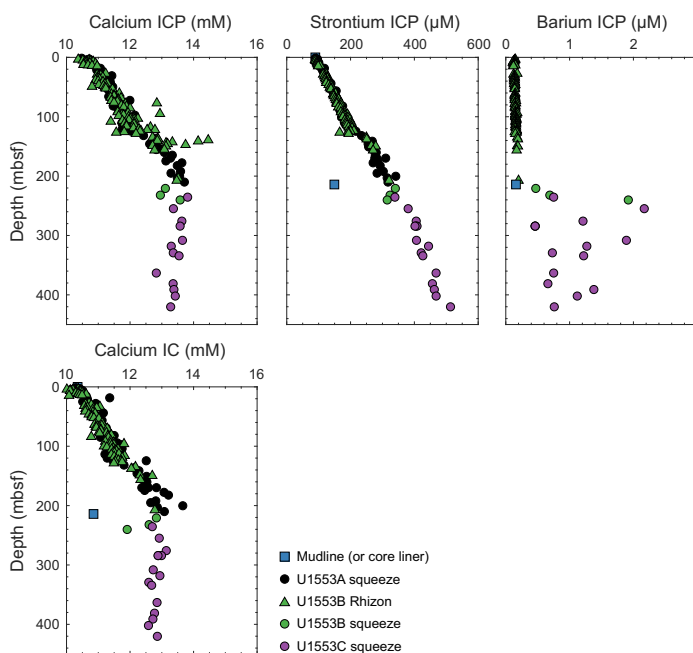 Calcium ICP (mM)
10 12 14 16
Strontium ICP (µM)
0 200 400 600
Barium ICP (µM)
0 1 2
Depth (mbsf)
0
100
200
300
400
Calcium IC (mM)
10 12 14 16
Depth (mbsf)
0
100
200
300
400
Mudline (or core liner)
U1553A squeeze
U1553B Rhizon
U1553B squeeze
U1553C squeeze